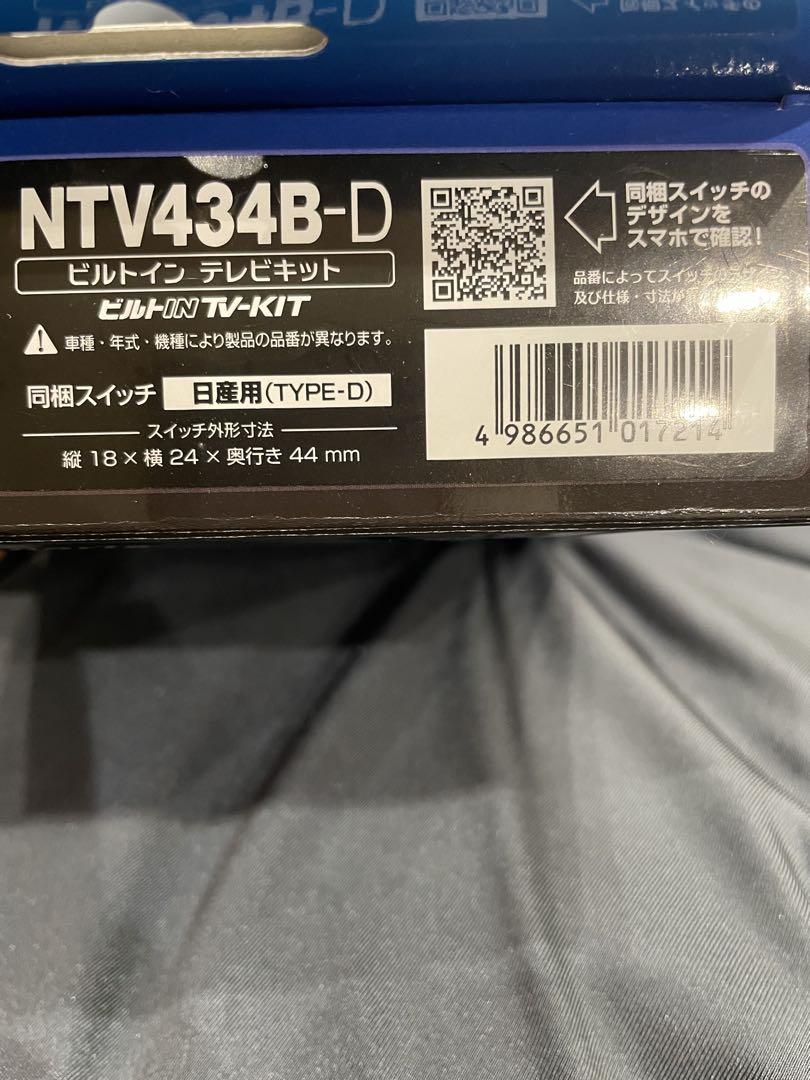 NTV434B-D
ビルトイン テレビキット
ビルトIN TV-KIT
車種・年式・機種により製品の品番が異なります。
同梱スイッチ 日産用(TYPE-D)
スイッチ外形寸法
縦 18 × 横 24 × 奥行き 44 mm
同梱スイッチの
デザインを
スマホで確認!
品番によってスイッチの
及び仕様・寸法が
4 986651 017214